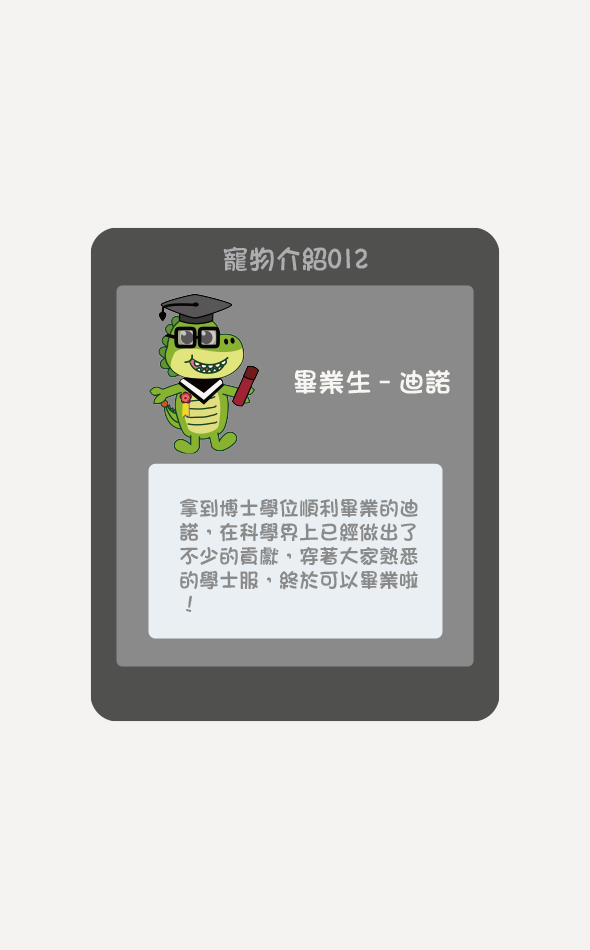 寵物介紹012
畢業生-迪諾
拿到博士學位順利畢業的迪
諾，在科學界上已經做出了
不少的貢獻，穿著大家熟悉
的學士服，終於可以畢業啦
！